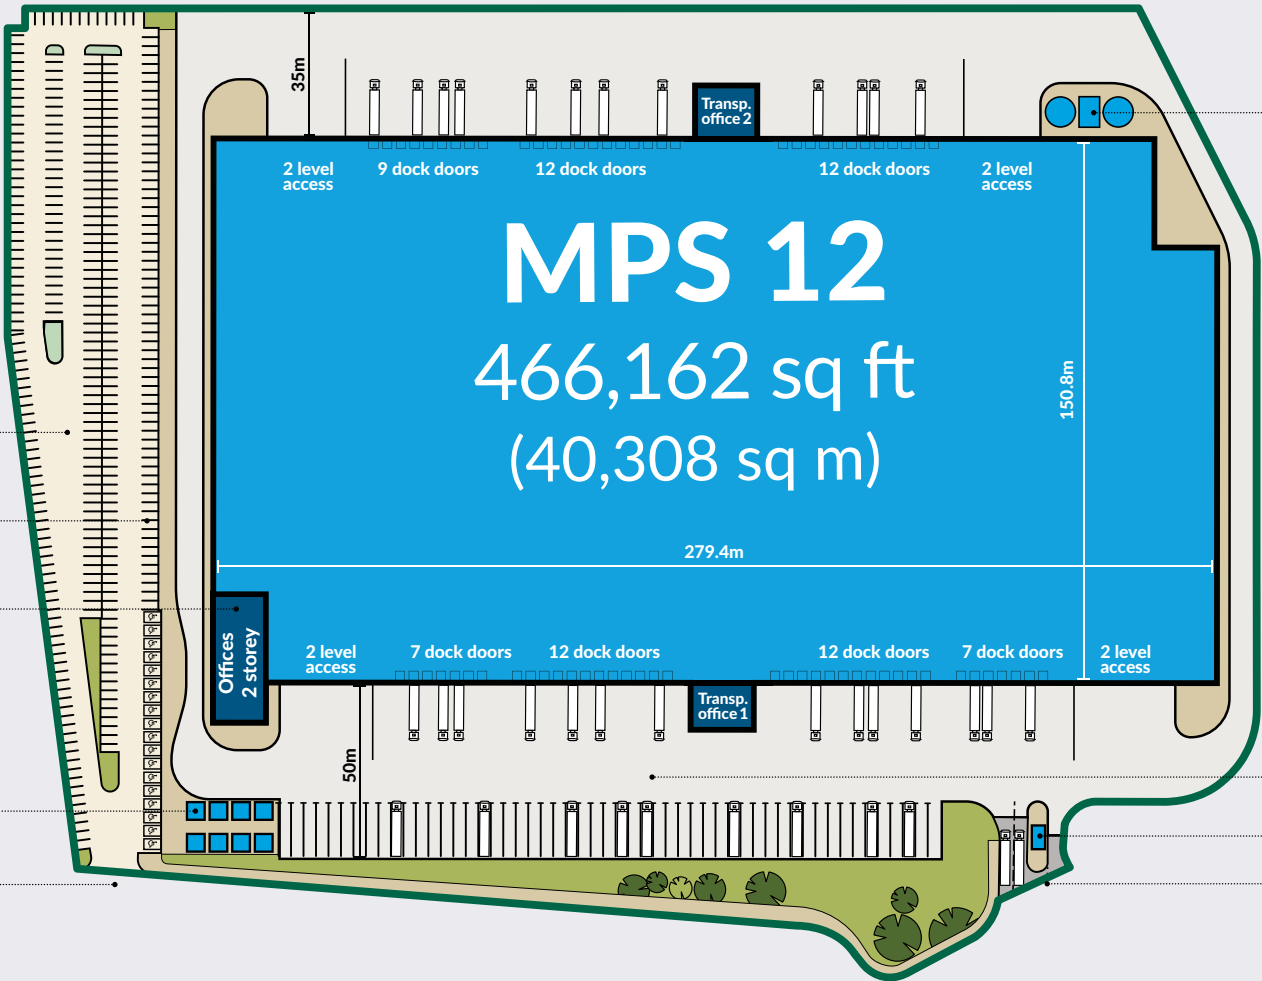 35m
Transp.
office 2
2 level
access
9 dock doors
12 dock doors
12 dock doors
2 level
access
MPS 12
466,162 sq ft
(40,308 sq m)
150.8m
279.4m
Offices
2 storey
2 level
access
7 dock doors
12 dock doors
12 dock doors
7 dock doors
2 level
access
Transp.
office 1
50m